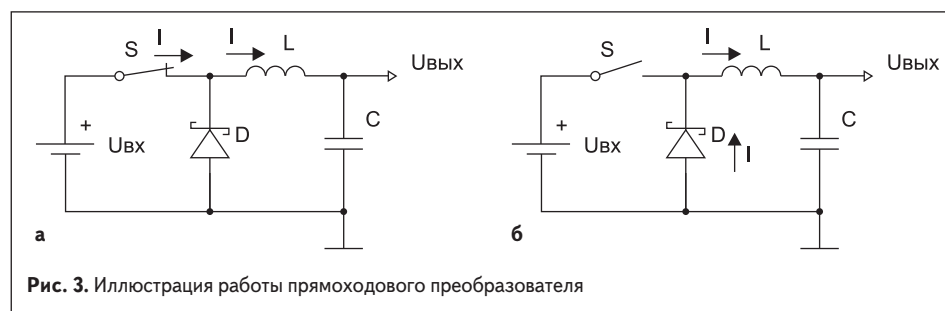 S
I
I
L
Uвых
+
Uвх
D
C
а
S
I
L
Uвых
+
Uвх
D
I
C
б
Рис. 3. Иллюстрация работы прямоходового преобразователя